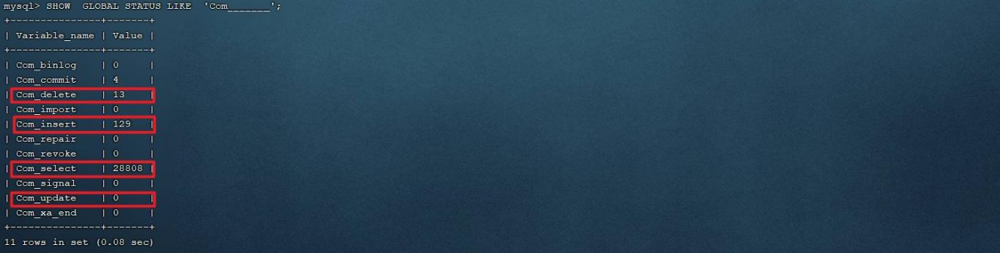 mysql> SHOW  GLOBAL STATUS LIKE  'Com_______';
+---------------+-------+
| Variable_name | Value |
+---------------+-------+
| Com_binlog    | 0     |
| Com_commit    | 4     |
| Com_delete    | 13    |
| Com_import    | 0     |
| Com_insert    | 129   |
| Com_repair    | 0     |
| Com_revoke    | 0     |
| Com_select    | 28808 |
| Com_signal    | 0     |
| Com_update    | 0     |
| Com_xa_end    | 0     |
+---------------+-------+
11 rows in set (0.08 sec)